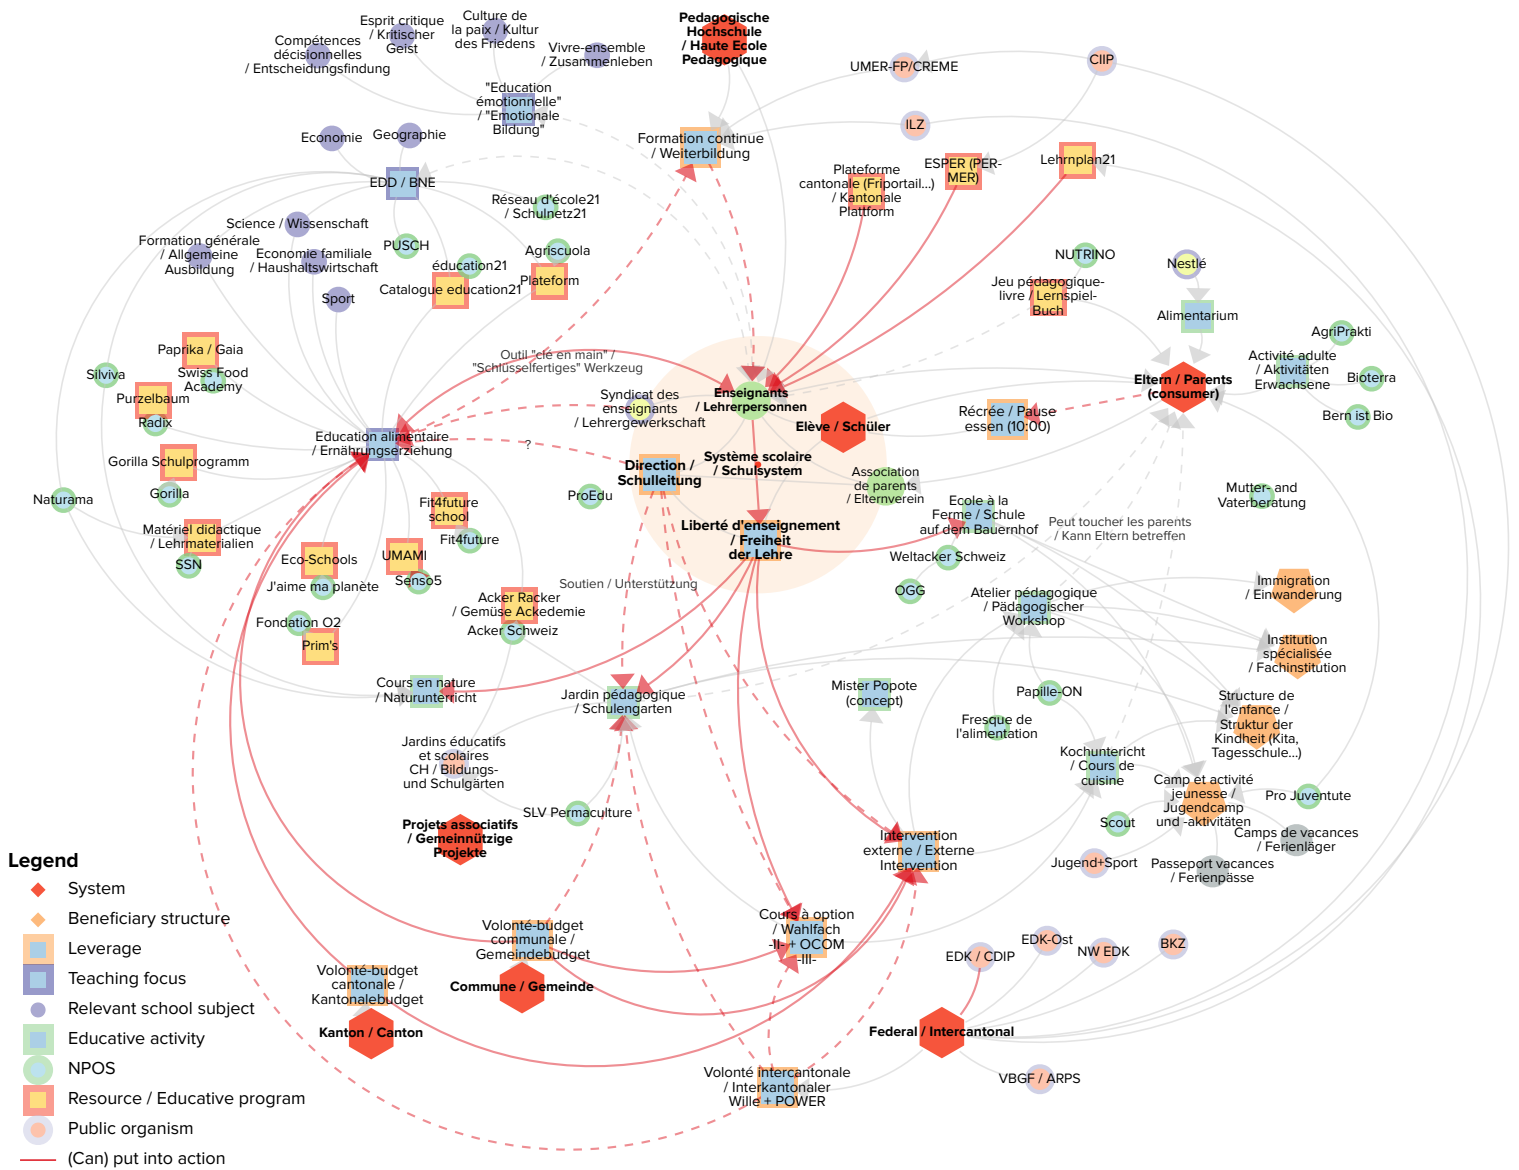 Culture de
la paix / Kultur
des Friedens
Esprit critique
/ Kritischer
Geist
Compétences
décisionnelles
/ Entscheidungsfindung
Vivre-ensemble
/ Zusammenleben
Pedagogische
Hochschule
/ Haute Ecole
Pedagogique
UMER-FP/CREME
CIIP
"Education
émotionnelle"
/ "Emotionale
Bildung"
Economie
Geographie
Formation continue
/ Weiterbildung
ILZ
EDD / BNE
Plateforme
cantonale (Friportail...)
/ Kantonale
Plattform
ESPER (PER-
MER)
Lehrnplan21
Réseau d'école21
/ Schulnetz21
Science / Wissenschaft
Formation générale
/ Allgemeine
Ausbildung
Economie familiale
/ Haushaltswirtschaft
PUSCH
Agriscuola
éducation21
Catalogue education21
Plateform
Sport
NUTRINO
Nestlé
Jeu pédagogique-
livre / Lernspiel-
Buch
Alimentarium
AgriPrakti
Paprika / Gaia
Outil "clé en main" /
"Schlüsselfertiges" Werkzeug
Activité adulte
/ Aktivitäten
Erwachsene
Silviva
Swiss Food
Academy
Bioterra
Eltern / Parents
(consumer)
Purzelbaum
Radix
Syndicat des
enseignants
/ Lehrergewerkschaft
Enseignants
/ Lehrerpersonnen
Elève / Schüler
Récrée / Pause
essen (10:00)
Bern ist Bio
Education alimentaire
/ Ernährungserziehung
?
Gorilla Schulprogramm
Gorilla
Naturama
Direction /
Schulleitung
Système scolaire
/ Schulsystem
Association
de parents
/ Elternverein
ProEdu
Mutter- and
Vaterberatung
Fit4future
school
Fit4future
Ecole à la
Ferme / Schule
auf dem Bauernhof
Peut toucher les parents
/ Kann Eltern betreffen
Liberté d'enseignement
/ Freiheit
der Lehre
Matériel didactique
/ Lehrmaterialien
SSN
Eco-Schools
J'aime ma planète
UMAMI
Senso5
Soutien / Unterstützung
Weltacker Schweiz
OGG
Atelier pédagogique
/ Pädagogischer
Workshop
Immigration
/ Einwanderung
Acker Racker
/ Gemüse Ackedemie
Acker Schweiz
Fondation O2
Prim's
Institution
spécialisée
/ Fachinstitution
Cours en nature
/ Naturunterricht
Jardin pédagogique
/ Schulengarten
Mister Popote
(concept)
Papille-ON
Fresque de
l'alimentation
Structure de
l'enfance /
Struktur der
Kindheit (Kita,
Tagesschule...)
Jardins éducatifs
et scolaires
CH / Bildungs-
und Schulgärten
Kochuntericht
/ Cours de
cuisine
Camp et activité
jeunesse /
Jugendcamp
und -aktivitäten
Pro Juventute
SLV Permaculture
Scout
Projets associatifs
/ Gemeinnützige
Projekte
Camps de vacances
/ Ferienläger
Intervention
externe / Externe
Intervention
Jugend+Sport
Passeport vacances
/ Ferienpässe
Volonté-budget
communale /
Gemeindebudget
Cours à option
/ Wahlfach
-II- + OCOM
-III-
EDK / CDIP
EDK-Ost
NW EDK
BKZ
Volonté-budget
cantonale /
Kantonalebudget
Commune / Gemeinde
Kanton / Canton
Federal / Intercantonal
Volonté intercantonale
/ Interkantonaler
Wille + POWER
VBGF / ARPS
Legend
System
Beneficiary structure
Leverage
Teaching focus
Relevant school subject
Educative activity
NPOS
Resource / Educative program
Public organism
(Can) put into action